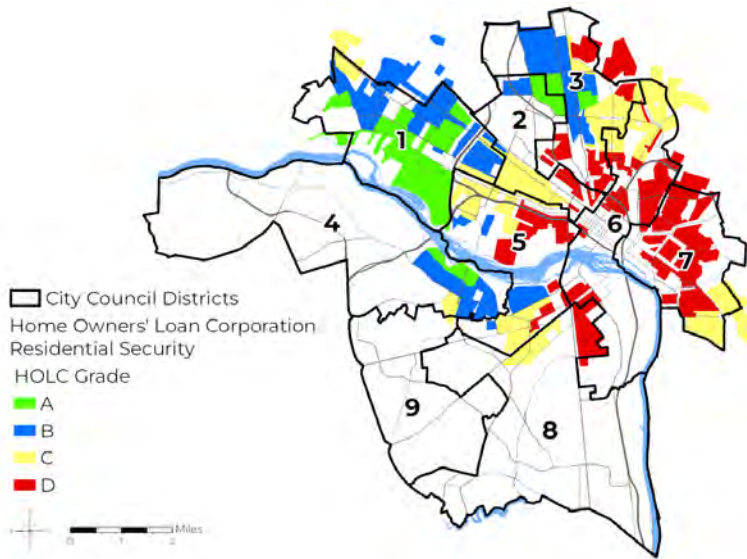 3
1
2
4
5
6
7
City Council Districts
Home Owners' Loan Corporation
Residential Security
HOLC Grade
A
B
C
D
9
8
Miles
0 1 2